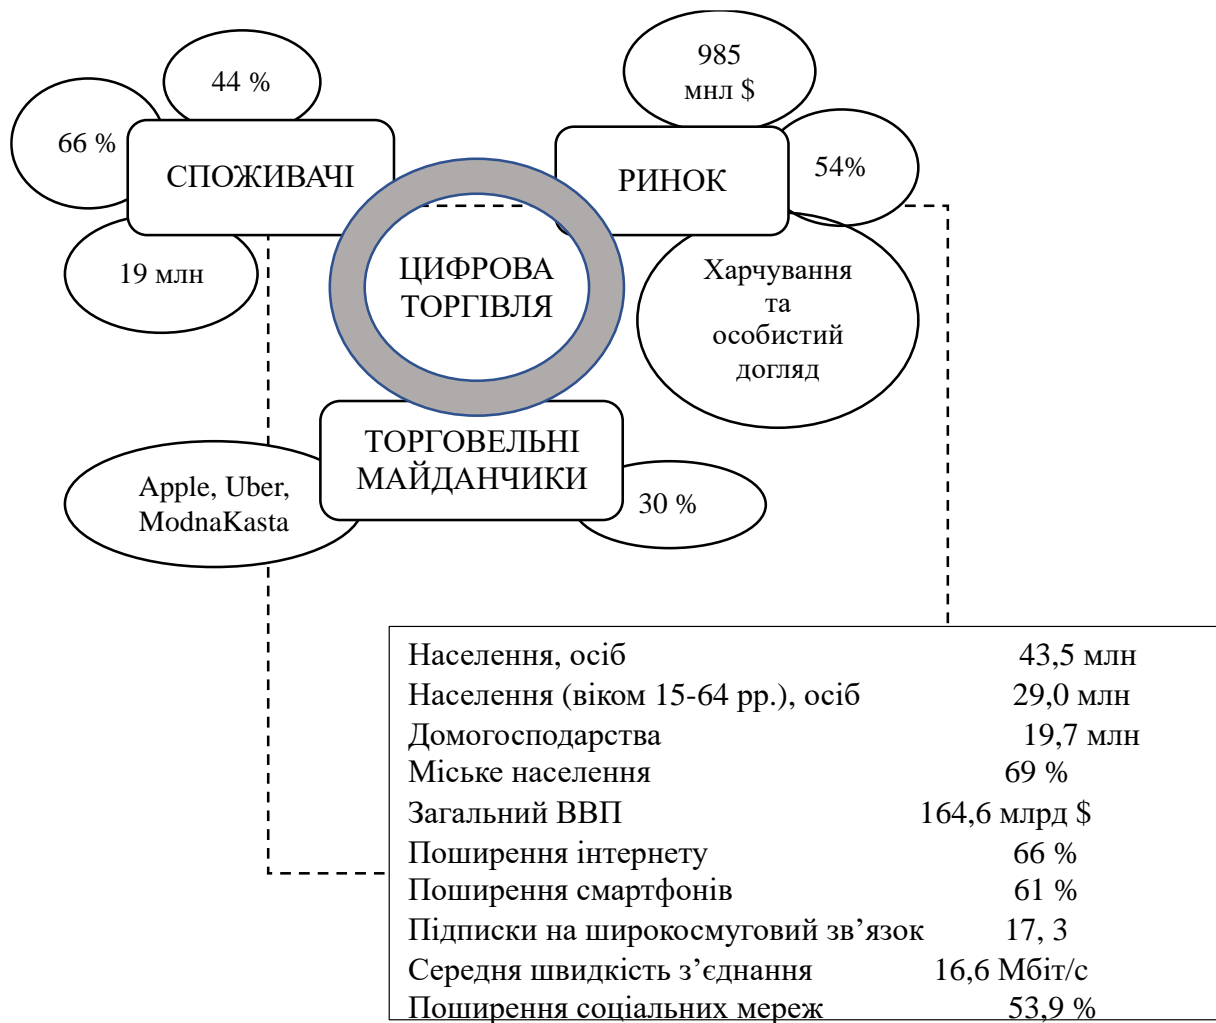 44 %
66 %
СПОЖИВАЧІ
19 млн
985
мнл $
РИНОК
54%
Харчування
та
особистий
догляд
ЦИФРОВА
ТОРГІВЛЯ
ТОРГОВЕЛЬНІ
МАЙДАНЧИКИ
Apple, Uber,
ModnaKasta
30 %
Населення, осіб 43,5 млн
Населення (віком 15-64 рр.), осіб 29,0 млн
Домогосподарства 19,7 млн
Міське населення 69 %
Загальний ВВП 164,6 млрд $
Поширення інтернету 66 %
Поширення смартфонів 61 %
Підписки на широкосмуговий зв’язок 17, 3
Середня швидкість з’єднання 16,6 Мбіт/с
Поширення соціальних мереж 53,9 %